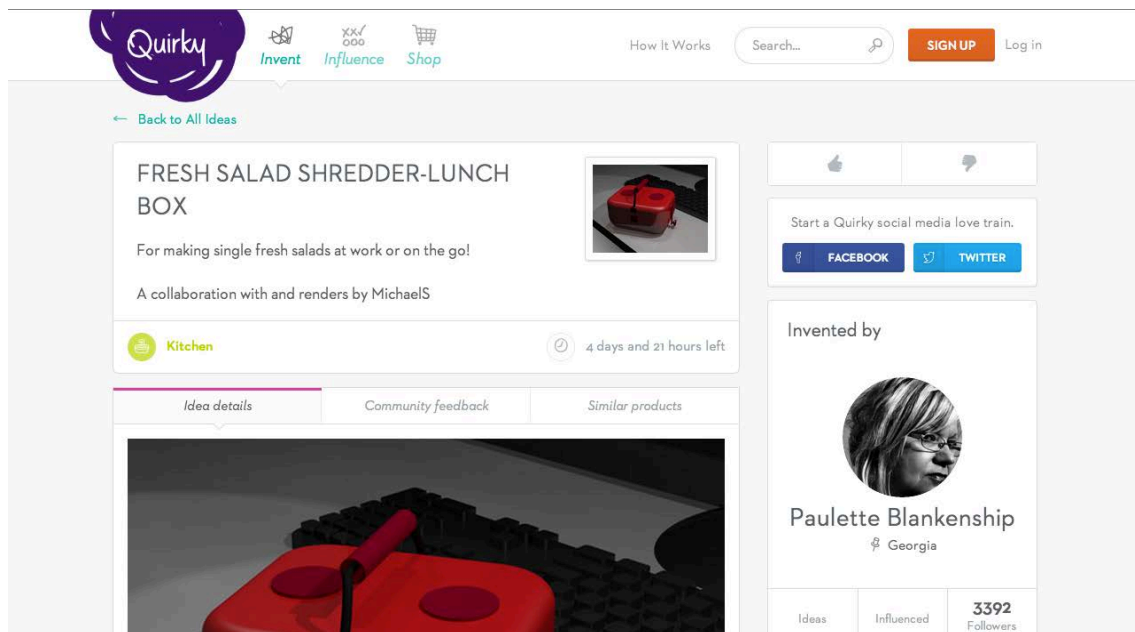 Quirky
Invent
Influence
Shop
How It Works
Search...
SIGN UP
Log in
← Back to All Ideas
FRESH SALAD SHREDDER-LUNCH
BOX
For making single fresh salads at work or on the go!
A collaboration with and renders by MichaelS
Kitchen
4 days and 21 hours left
Idea details
Community feedback
Similar products
Start a Quirky social media love train.
FACEBOOK
TWITTER
Invented by
Paulette Blankenship
Georgia
Ideas
Influenced
3392
Followers